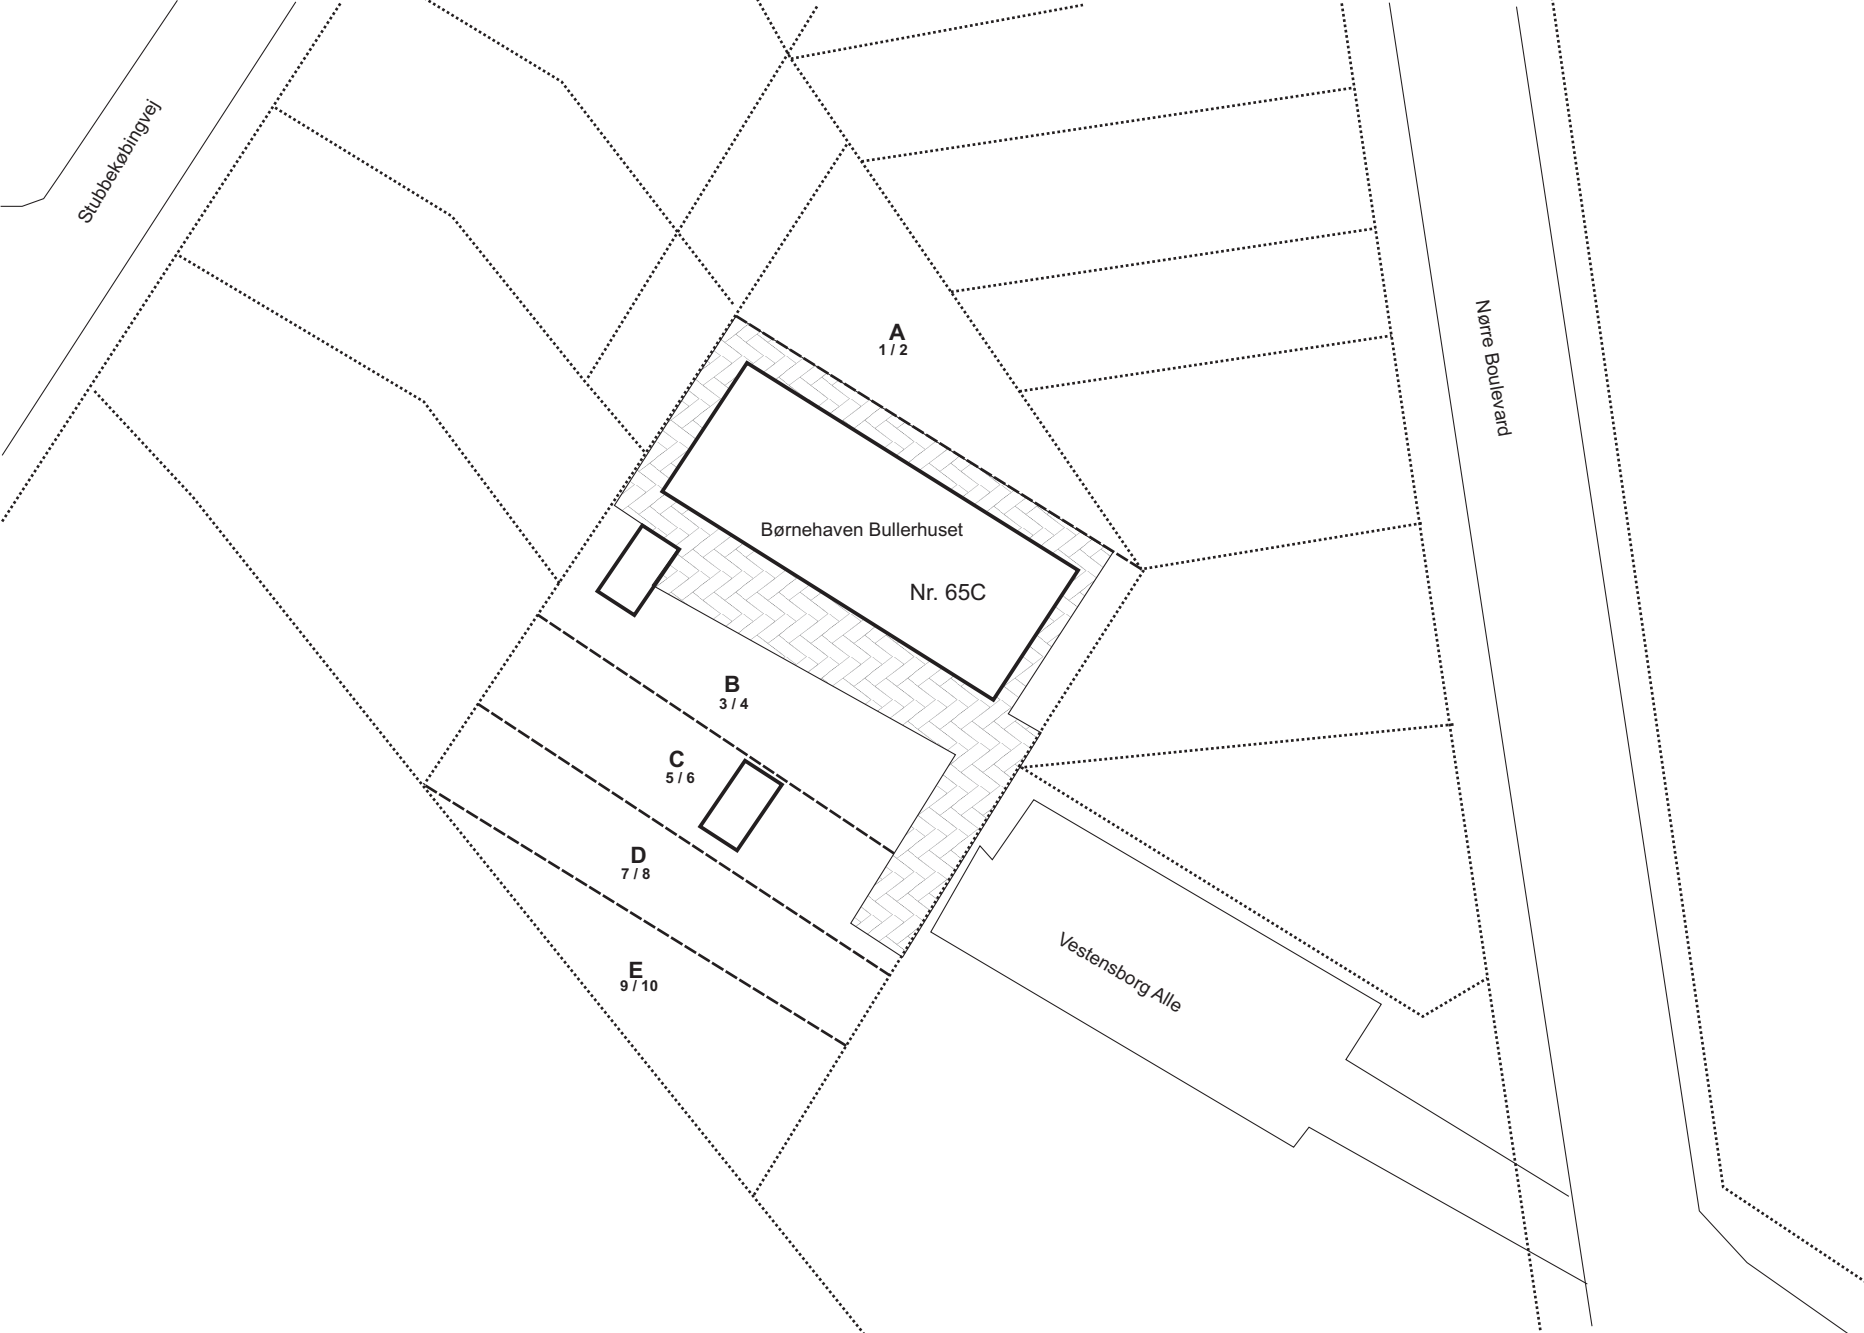 Stubbekøbingvej
A
1 / 2
Nørre Boulevard
Børnehaven Bullerhuset
Nr. 65C
B
3 / 4
C
5 / 6
D
7 / 8
E
9 / 10
Vestensborg Alle